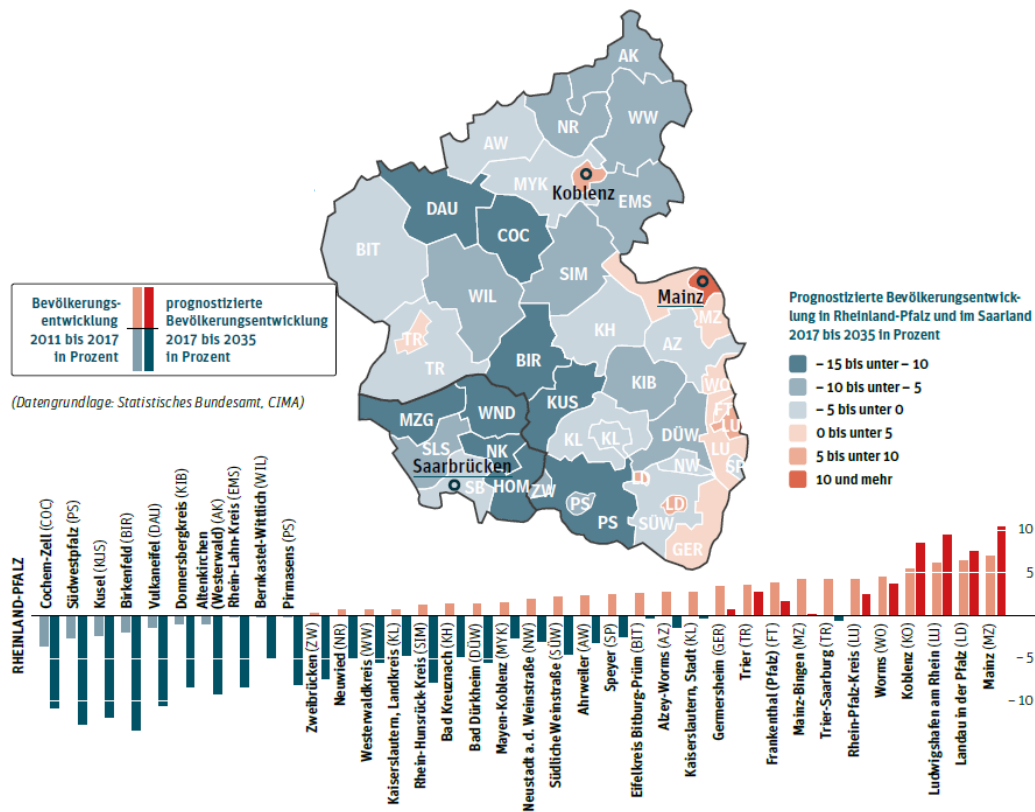 AK
NR
WW
AW
MYK
Koblenz
EMS
DAU
COC
BIT
SIM
WIL
Mainz
MZ
TR
KH
AZ
TR
BIR
KIB
WO
KUS
FT
LU
MZG
WND
KL
KL
DÜW
LU
SLS
NK
NW
SP
Saarbrücken
SB
HOM
ZW
PS
PS
LD
LD
SÜW
GER
Bevölkerungs-
entwicklung
2011 bis 2017
in Prozent
prognostizierte
Bevölkerungsentwicklung
2017 bis 2035
in Prozent
(Datengrundlage: Statistisches Bundesamt, CIMA)
Prognostizierte Bevölkerungsentwick-
lung in Rheinland-Pfalz und im Saarland
2017 bis 2035 in Prozent
– 15 bis unter – 10
– 10 bis unter – 5
– 5 bis unter 0
0 bis unter 5
5 bis unter 10
10 und mehr
RHEINLAND-PFALZ
10
5
– 5
– 10
Cochem-Zell (COC)
Südwestpfalz (PS)
Kusel (KUS)
Birkenfeld (BIR)
Vulkaneifel (DAU)
Donnersbergkreis (KIB)
Altenkirchen
(Westerwald) (AK)
Rhein-Lahn-Kreis (EMS)
Bernkastel-Wittlich (WIL)
Pirmasens (PS)
Zweibrücken (ZW)
Neuwied (NR)
Westerwaldkreis (WW)
Kaiserslautern, Landkreis (KL)
Rhein-Hunsrück-Kreis (SIM)
Bad Kreuznach (KH)
Bad Dürkheim (DÜW)
Mayen-Koblenz (MYK)
Neustadt a. d. Weinstraße (NW)
Südliche Weinstraße (SÜW)
Ahrweiler (AW)
Speyer (SP)
Eifelkreis Bitburg-Prüm (BIT)
Alzey-Worms (AZ)
Kaiserslautern, Stadt (KL)
Germersheim (GER)
Trier (TR)
Frankenthal (Pfalz) (FT)
Mainz-Bingen (MZ)
Trier-Saarburg (TR)
Rhein-Pfalz-Kreis (LU)
Worms (WO)
Koblenz (KO)
Ludwigshafen am Rhein (LU)
Landau in der Pfalz (LD)
Mainz (MZ)